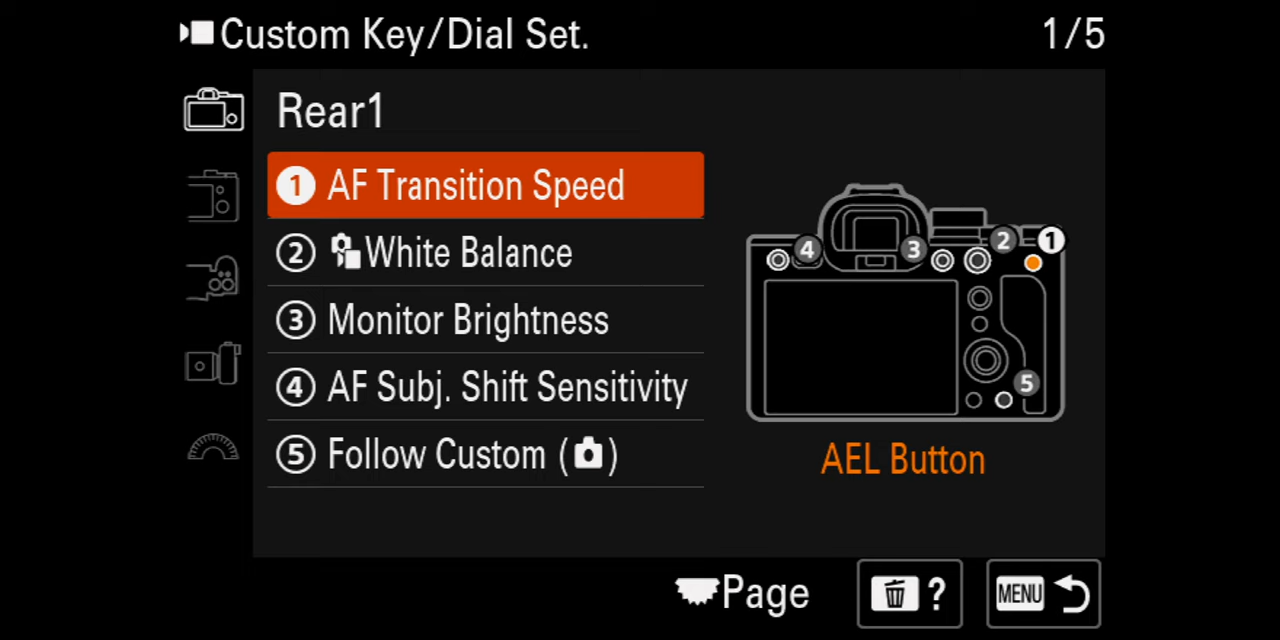 Custom Key/Dial Set. 1/5
Rear1
① AF Transition Speed
② White Balance
③ Monitor Brightness
④ AF Subj. Shift Sensitivity
⑤ Follow Custom ( )
4 3 2 1
5
AEL Button
Page ? MENU